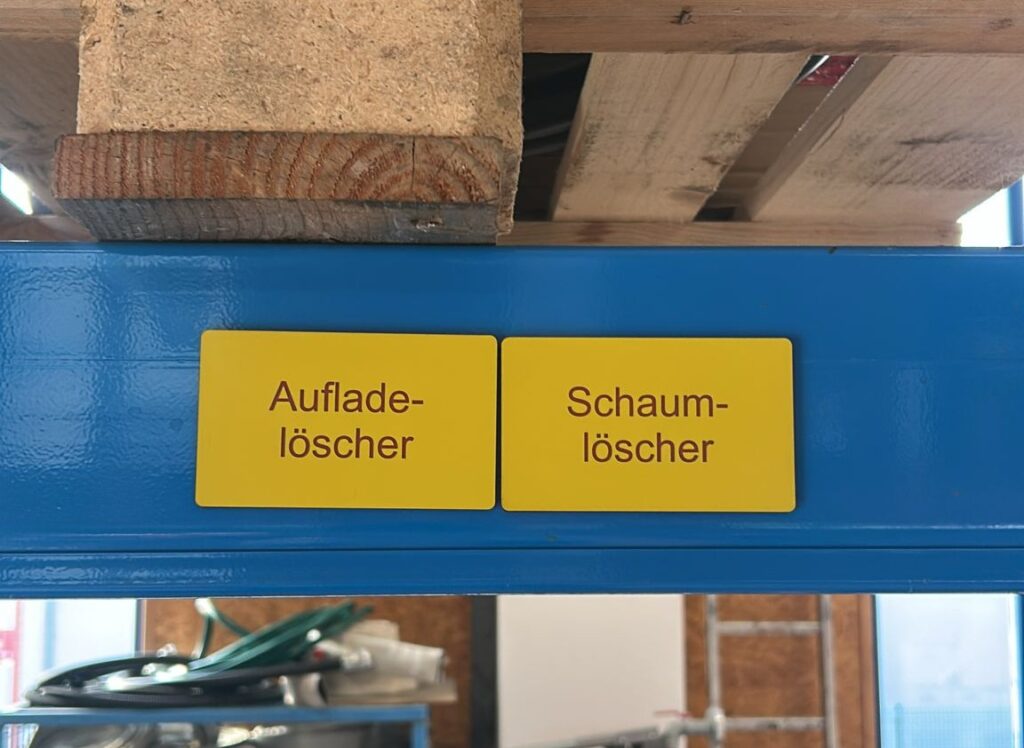 Auflade-
löscher
Schaum-
löscher